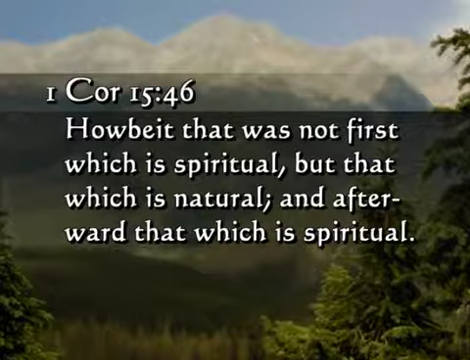 1 Cor 15:46
Howbeit that was not first
which is spiritual, but that
which is natural; and after-
ward that which is spiritual.